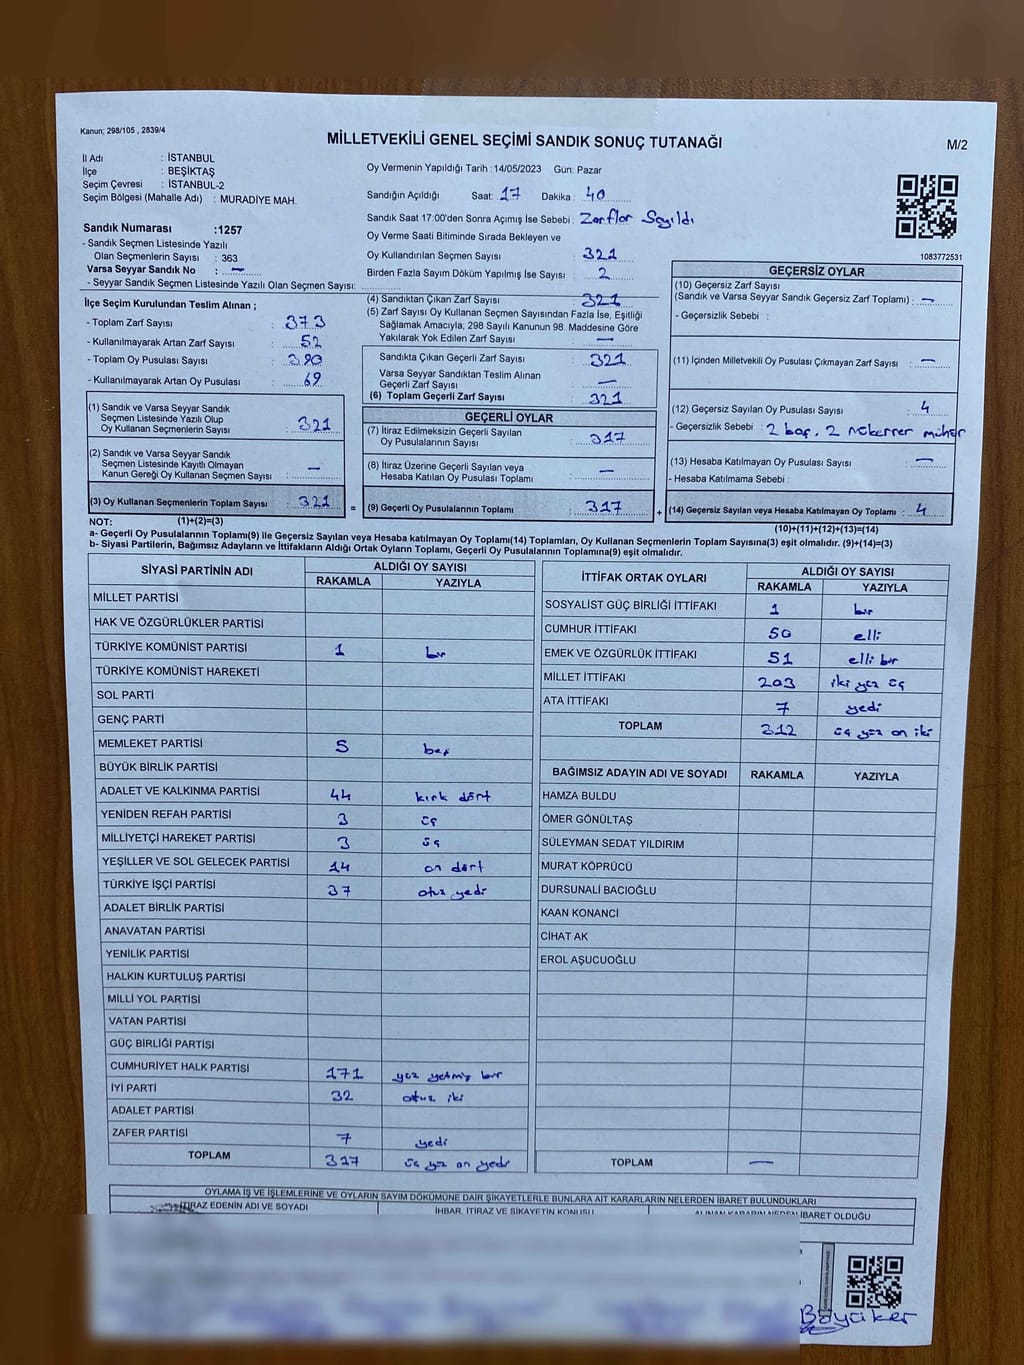 Kanun; 298/105 , 2839/4
MİLLETVEKİLİ GENEL SEÇİMİ SANDIK SONUÇ TUTANAĞI
M/2
İl Adı : İSTANBUL
İlçe : BEŞİKTAŞ
Seçim Çevresi : İSTANBUL-2
Seçim Bölgesi (Mahalle Adı) : MURADİYE MAH.
Oy Vermenin Yapıldığı Tarih : 14/05/2023 Gün: Pazar
Sandığın Açıldığı Saat: 17 Dakika : 40
Sandık Saat 17:00'den Sonra Açımış İse Sebebi : Zarflar Sayıldı
Oy Verme Saati Bitiminde Sırada Bekleyen ve
Oy Kullandırılan Seçmen Sayısı : 321
Birden Fazla Sayım Döküm Yapılmış İse Sayısı : 2
1083772531
Sandık Numarası :1257
- Sandık Seçmen Listesinde Yazılı
Olan Seçmenlerin Sayısı : 363
Varsa Seyyar Sandık No : —
- Seyyar Sandık Seçmen Listesinde Yazılı Olan Seçmen Sayısı:
İlçe Seçim Kurulundan Teslim Alınan ;
- Toplam Zarf Sayısı : 373
- Kullanılmayarak Artan Zarf Sayısı : 52
- Toplam Oy Pusulası Sayısı : 390
- Kullanılmayarak Artan Oy Pusulası : 69
(1) Sandık ve Varsa Seyyar Sandık
Seçmen Listesinde Yazılı Olup
Oy Kullanan Seçmenlerin Sayısı : 321
(2) Sandık ve Varsa Seyyar Sandık
Seçmen Listesinde Kayıtlı Olmayan
Kanun Gereği Oy Kullanan Seçmen Sayısı : —
(3) Oy Kullanan Seçmenlerin Toplam Sayısı : 321
(1)+(2)=(3)
(4) Sandıktan Çıkan Zarf Sayısı : 321
(5) Zarf Sayısı Oy Kullanan Seçmen Sayısından Fazla İse, Eşitliği
Sağlamak Amacıyla, 298 Sayılı Kanunun 98. Maddesine Göre
Yakılarak Yok Edilen Zarf Sayısı : —
Sandıkta Çıkan Geçerli Zarf Sayısı : 321
Varsa Seyyar Sandıktan Teslim Alınan
Geçerli Zarf Sayısı : —
(6) Toplam Geçerli Zarf Sayısı : 321
GEÇERLİ OYLAR
(7) İtiraz Edilmeksizin Geçerli Sayılan
Oy Pusulalarının Sayısı : 317
(8) İtiraz Üzerine Geçerli Sayılan veya
Hesaba Katılan Oy Pusulası Toplamı : —
= (9) Geçerli Oy Pusulalarının Toplamı : 317
GEÇERSİZ OYLAR
(10) Geçersiz Zarf Sayısı
(Sandık ve Varsa Seyyar Sandık Geçersiz Zarf Toplamı) : —
- Geçersizlik Sebebi :
(11) İçinden Milletvekili Oy Pusulası Çıkmayan Zarf Sayısı : —
(12) Geçersiz Sayılan Oy Pusulası Sayısı : 4
- Geçersizlik Sebebi : 2 boş, 2 mükerrer mühür
(13) Hesaba Katılmayan Oy Pusulası Sayısı : —
- Hesaba Katılmama Sebebi :
+ (14) Geçersiz Sayılan veya Hesaba Katılmayan Oy Toplamı : 4
(10)+(11)+(12)+(13)=(14)
NOT:
a- Geçerli Oy Pusulalarının Toplamı(9) ile Geçersiz Sayılan veya Hesaba katılmayan Oy Toplamı(14) Toplamları, Oy Kullanan Seçmenlerin Toplam Sayısına(3) eşit olmalıdır. (9)+(14)=(3)
b- Siyasi Partilerin, Bağımsız Adayların ve İttifakların Aldığı Ortak Oyların Toplamı, Geçerli Oy Pusulalarının Toplamına(9) eşit olmalıdır.
SİYASİ PARTİNİN ADI ALDIĞI OY SAYISI
RAKAMLA YAZIYLA
MİLLET PARTİSİ
HAK VE ÖZGÜRLÜKLER PARTİSİ
TÜRKİYE KOMÜNİST PARTİSİ 1 bir
TÜRKİYE KOMÜNİST HAREKETİ
SOL PARTİ
GENÇ PARTİ
MEMLEKET PARTİSİ 5 beş
BÜYÜK BİRLİK PARTİSİ
ADALET VE KALKINMA PARTİSİ 44 kırk dört
YENİDEN REFAH PARTİSİ 3 üç
MİLLİYETÇİ HAREKET PARTİSİ 3 üç
YEŞİLLER VE SOL GELECEK PARTİSİ 14 on dört
TÜRKİYE İŞÇİ PARTİSİ 37 otuz yedi
ADALET BİRLİK PARTİSİ
ANAVATAN PARTİSİ
YENİLİK PARTİSİ
HALKIN KURTULUŞ PARTİSİ
MİLLİ YOL PARTİSİ
VATAN PARTİSİ
GÜÇ BİRLİĞİ PARTİSİ
CUMHURİYET HALK PARTİSİ 171 yüz yetmiş bir
İYİ PARTİ 32 otuz iki
ADALET PARTİSİ
ZAFER PARTİSİ 7 yedi
TOPLAM 317 üç yüz on yedi
İTTİFAK ORTAK OYLARI ALDIĞI OY SAYISI
RAKAMLA YAZIYLA
SOSYALİST GÜÇ BİRLİĞİ İTTİFAKI 1 bir
CUMHUR İTTİFAKI 50 elli
EMEK VE ÖZGÜRLÜK İTTİFAKI 51 elli bir
MİLLET İTTİFAKI 203 iki yüz üç
ATA İTTİFAKI 7 yedi
TOPLAM 312 üç yüz on iki
BAĞIMSIZ ADAYIN ADI VE SOYADI RAKAMLA YAZIYLA
HAMZA BULDU
ÖMER GÖNÜLTAŞ
SÜLEYMAN SEDAT YILDIRIM
MURAT KÖPRÜCÜ
DURSUNALİ BACIOĞLU
KAAN KONANCİ
CİHAT AK
EROL AŞUCUOĞLU
TOPLAM —
OYLAMA İŞ VE İŞLEMLERİNE VE OYLARIN SAYIM DÖKÜMÜNE DAİR ŞİKAYETLERLE BUNLARA AİT KARARLARIN NELERDEN İBARET BULUNDUKLARI
İTİRAZ EDENİN ADI VE SOYADI İHBAR, İTİRAZ VE ŞİKAYETİN KONUSU ALINAN KARARIN NEDEN İBARET OLDUĞU